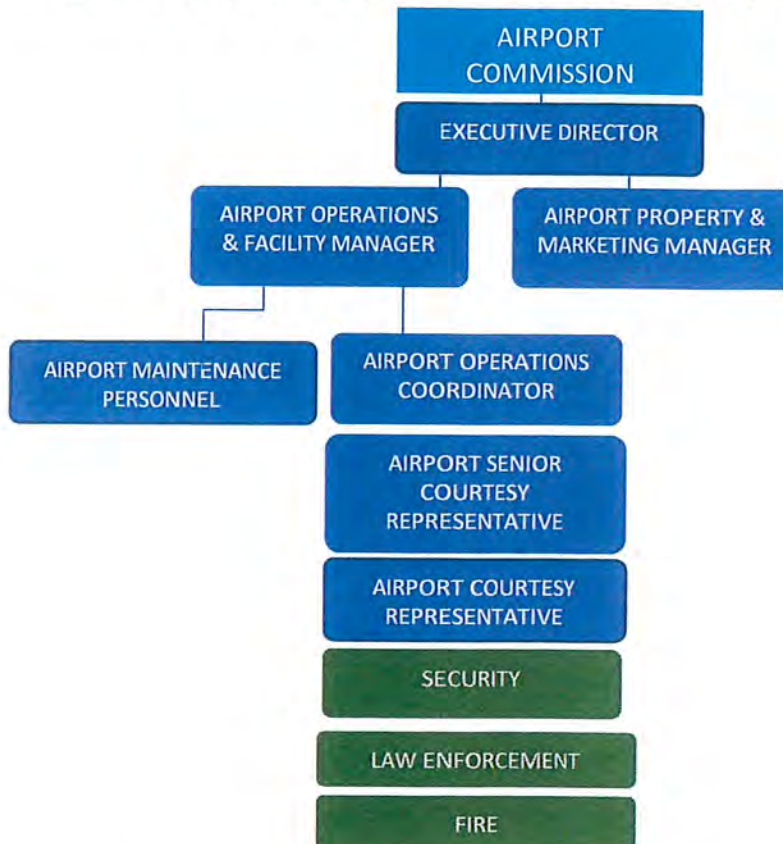 AIRPORT
COMMISSION
EXECUTIVE DIRECTOR
AIRPORT OPERATIONS
& FACILITY MANAGER
AIRPORT PROPERTY &
MARKETING MANAGER
AIRPORT MAINTENANCE
PERSONNEL
AIRPORT OPERATIONS
COORDINATOR
AIRPORT SENIOR
COURTESY
REPRESENTATIVE
AIRPORT COURTESY
REPRESENTATIVE
SECURITY
LAW ENFORCEMENT
FIRE